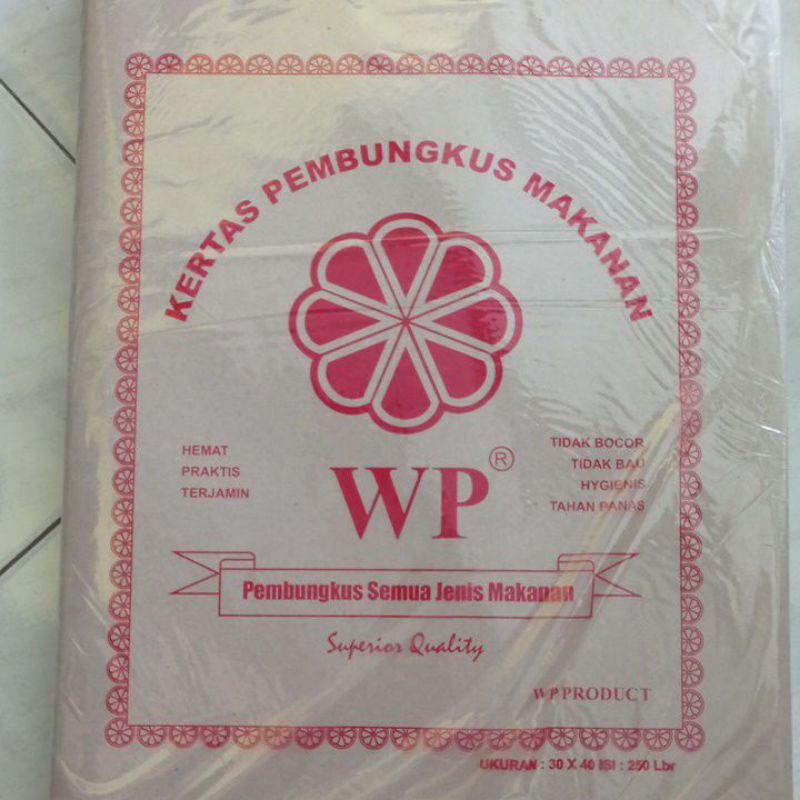 KERTAS PEMBUNGKUS MAKANAN
HEMAT
PRAKTIS
TERJAMIN
TIDAK BOCOR
TIDAK BAU
HYGIENIS
TAHAN PANAS
WP®
Pembungkus Semua Jenis Makanan
Superior Quality
WP PRODUCT
UKURAN : 30 X 40 ISI : 250 Lbr